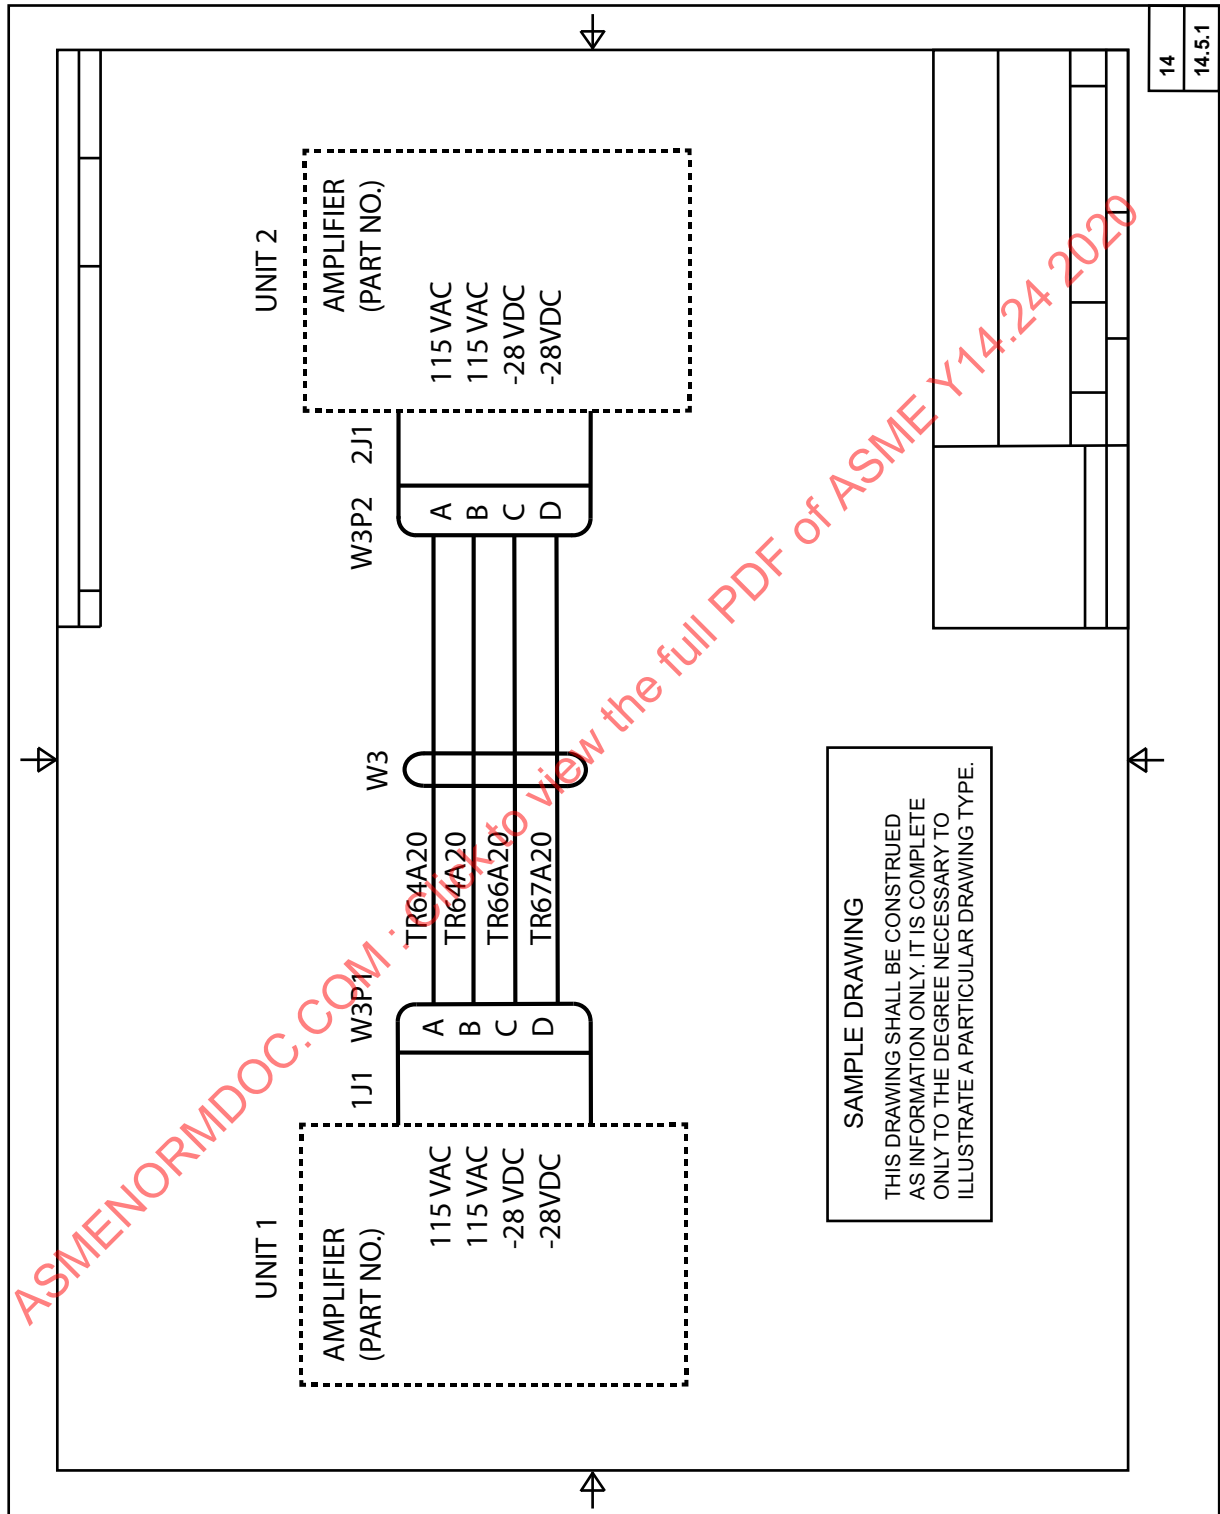 UNIT 1
AMPLIFIER
(PART NO.)
115 VAC
115 VAC
-28 VDC
-28VDC
1J1
W3P1
A
B
C
D
TR64A20
TR64A20
TR66A20
TR67A20
W3
W3P2
2J1
A
B
C
D
UNIT 2
AMPLIFIER
(PART NO.)
115 VAC
115 VAC
-28 VDC
-28VDC
SAMPLE DRAWING
THIS DRAWING SHALL BE CONSTRUED
AS INFORMATION ONLY. IT IS COMPLETE
ONLY TO THE DEGREE NECESSARY TO
ILLUSTRATE A PARTICULAR DRAWING TYPE.
14
14.5.1
ASMENORMDOC.COM : Click to view the full PDF of ASME Y14.24 2020